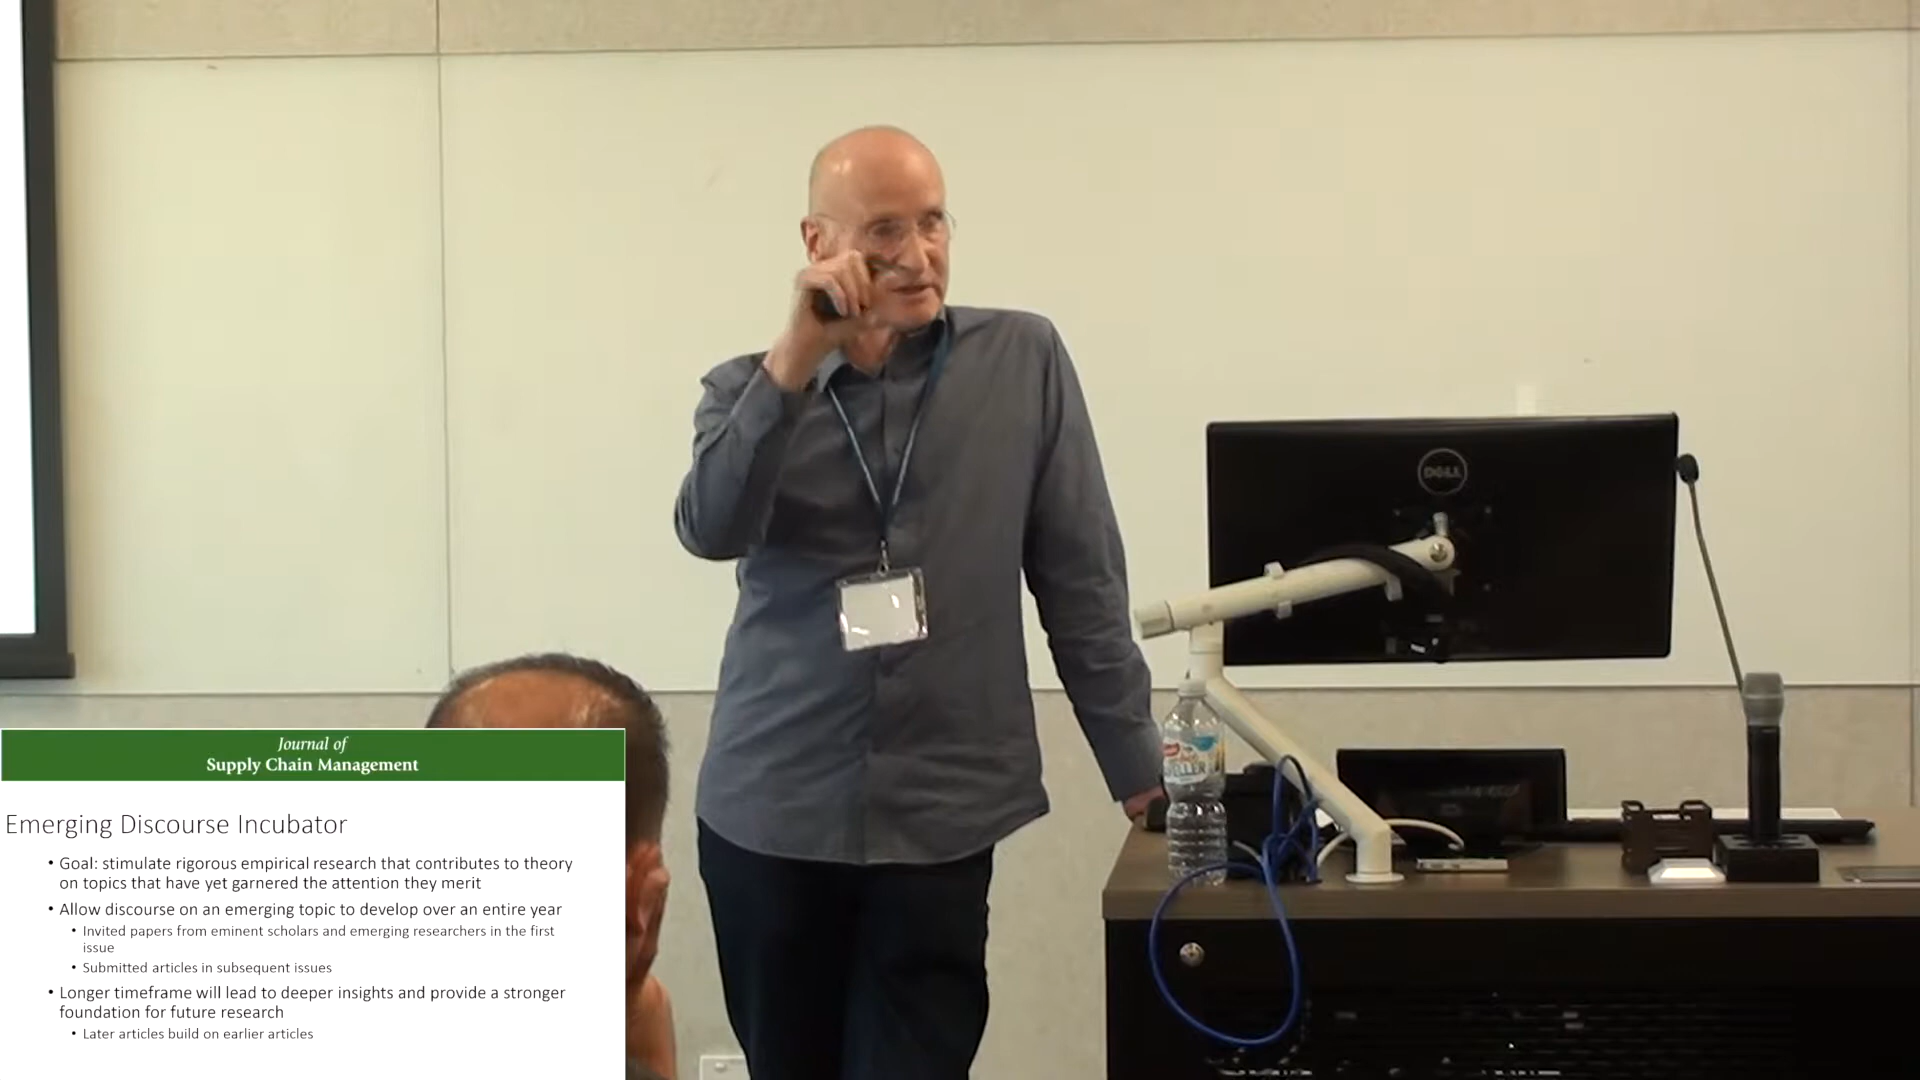 DELL
Journal of
Supply Chain Management
Emerging Discourse Incubator
• Goal: stimulate rigorous empirical research that contributes to theory
on topics that have yet garnered the attention they merit
• Allow discourse on an emerging topic to develop over an entire year
• Invited papers from eminent scholars and emerging researchers in the first
issue
• Submitted articles in subsequent issues
• Longer timeframe will lead to deeper insights and provide a stronger
foundation for future research
• Later articles build on earlier articles